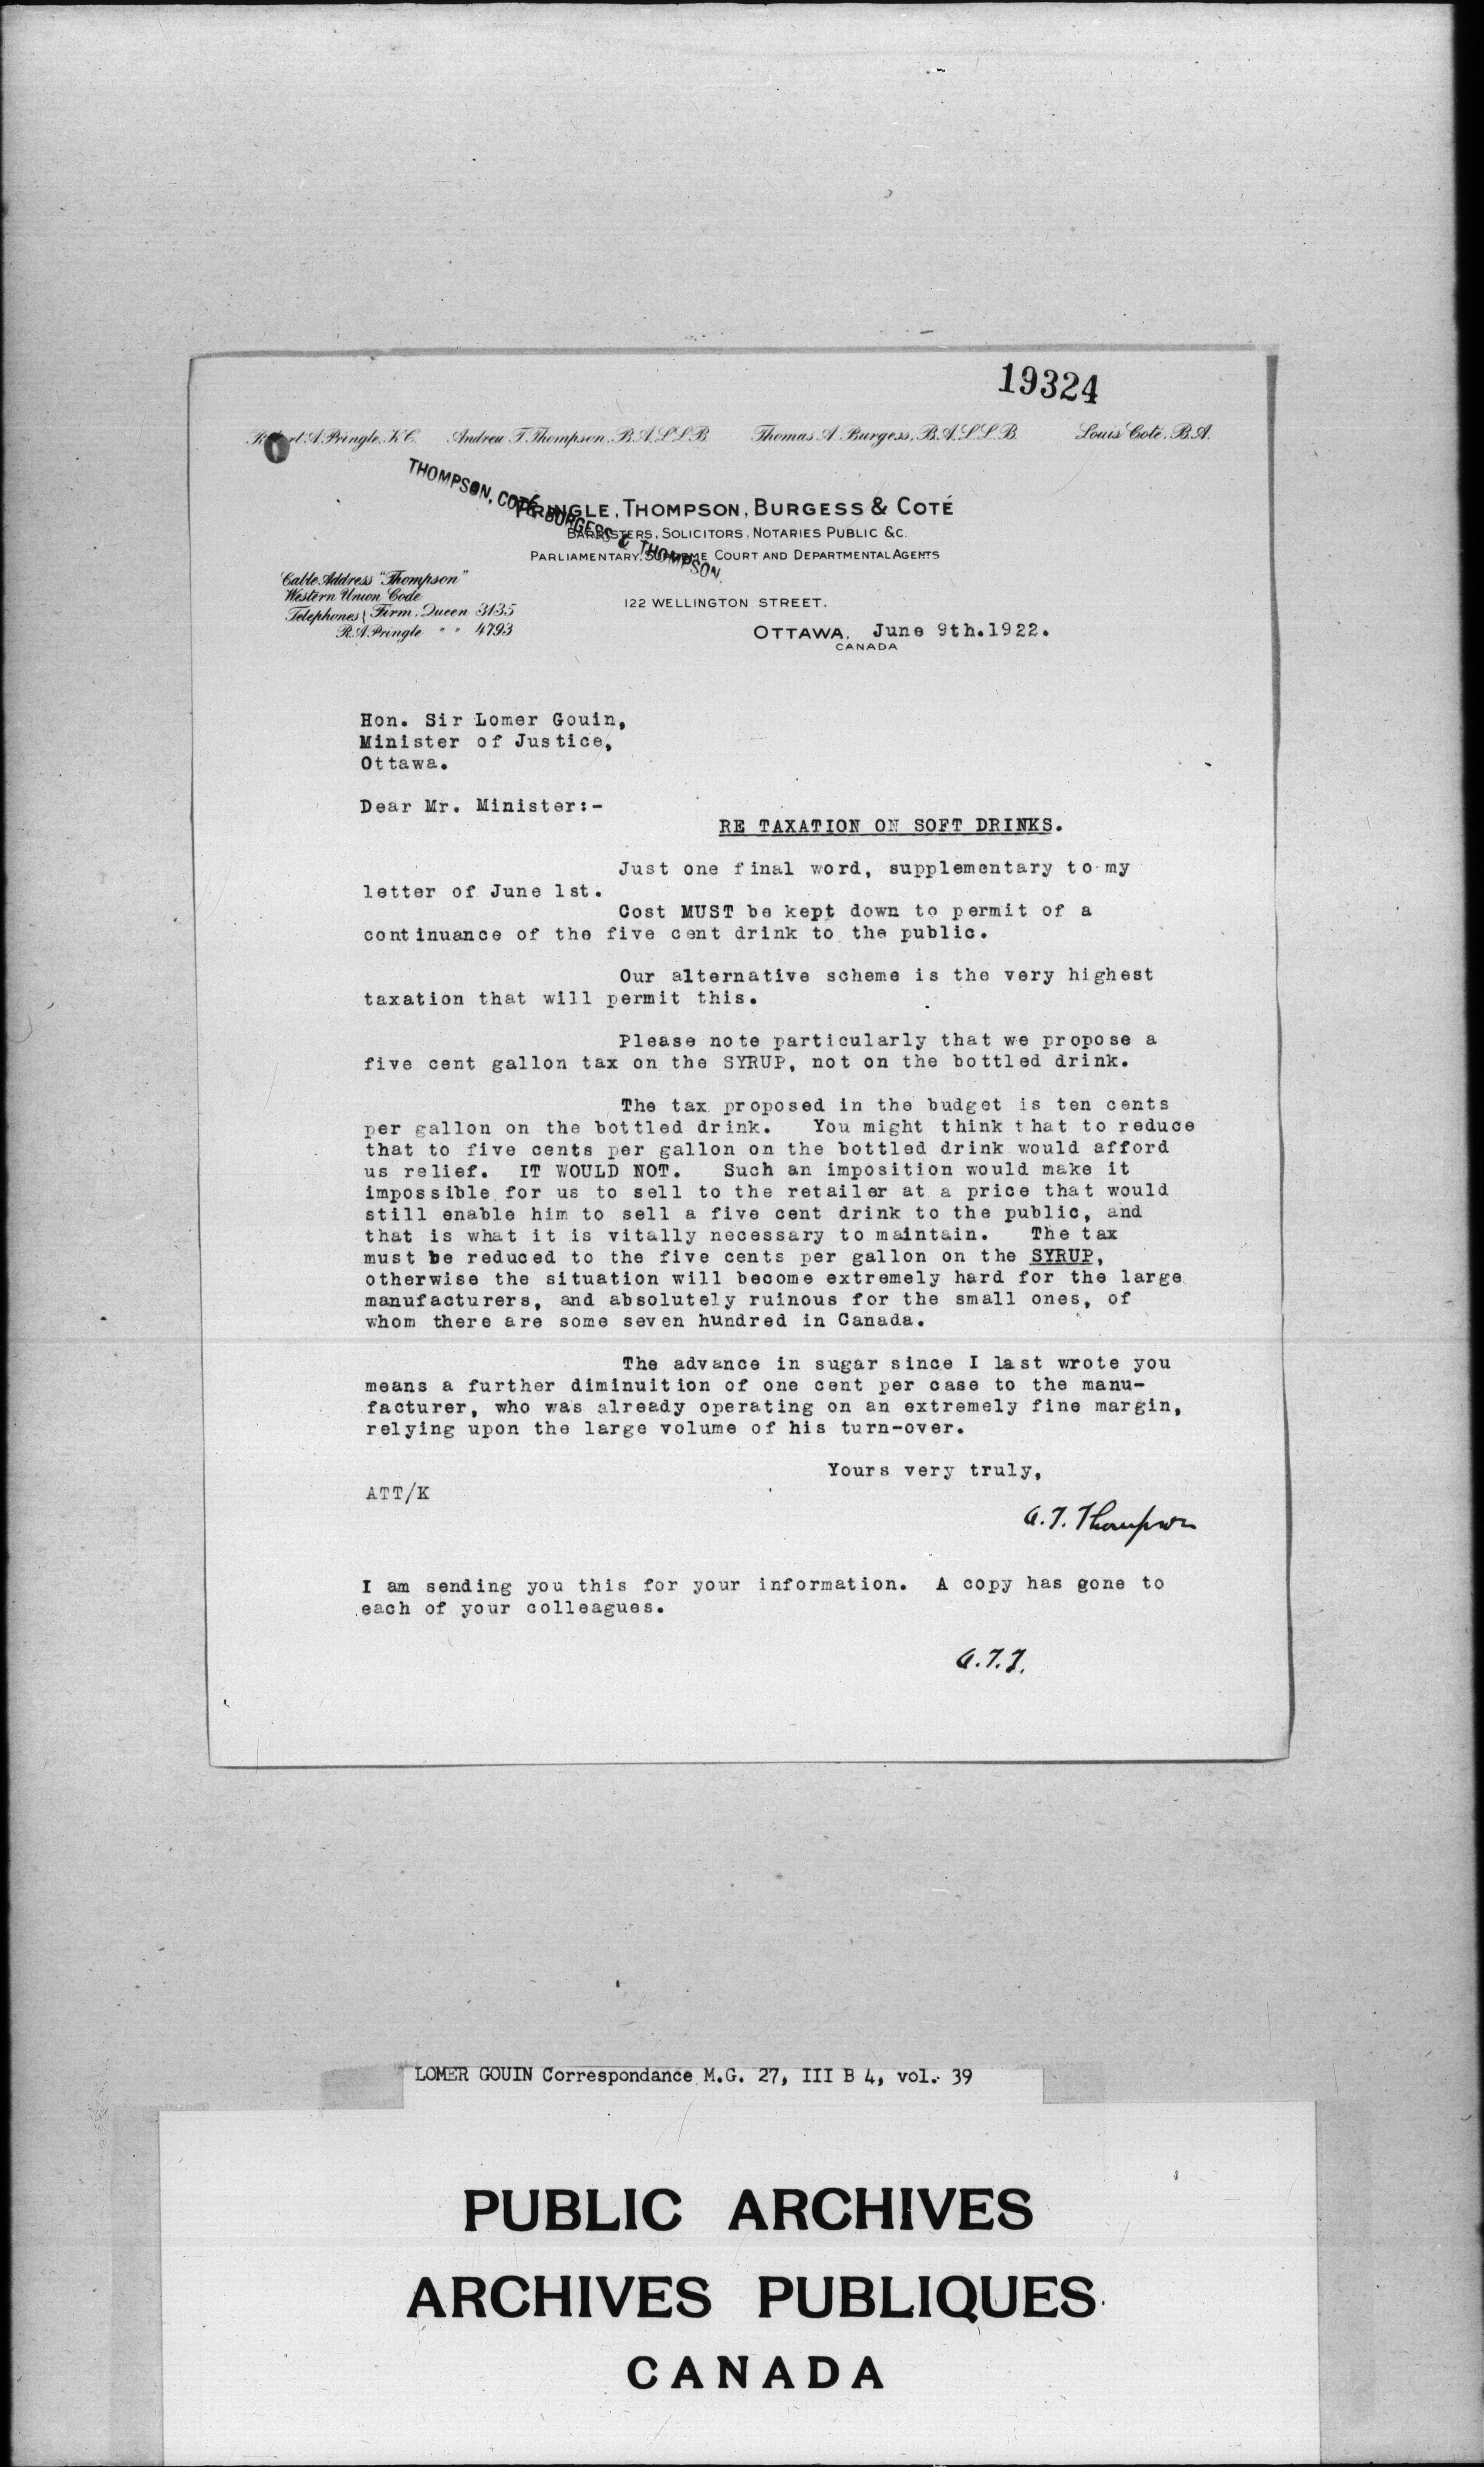 19324
Robert A. Pringle, K.C. Andrew T. Thompson, B.A. L.L.B. Thomas A. Burgess, B.A. L.L.B. Louis Coté, B.A.
THOMPSON, COTÉ, BURGESS & THOMPSON,
PRINGLE, THOMPSON, BURGESS & COTÉ
BARRISTERS, SOLICITORS, NOTARIES PUBLIC &C.
PARLIAMENTARY, SUPREME COURT AND DEPARTMENTAL AGENTS
Cable Address "Thompson"
Western Union Code
Telephones { Firm, Queen 3135
R.A. Pringle " " 4793
122 WELLINGTON STREET,
OTTAWA, June 9th.1922.
CANADA
Hon. Sir Lomer Gouin,
Minister of Justice,
Ottawa.
Dear Mr. Minister:-
RE TAXATION ON SOFT DRINKS.
Just one final word, supplementary to my
letter of June 1st.
Cost MUST be kept down to permit of a
continuance of the five cent drink to the public.
Our alternative scheme is the very highest
taxation that will permit this.
Please note particularly that we propose a
five cent gallon tax on the SYRUP, not on the bottled drink.
The tax proposed in the budget is ten cents
per gallon on the bottled drink. You might think that to reduce
that to five cents per gallon on the bottled drink would afford
us relief. IT WOULD NOT. Such an imposition would make it
impossible for us to sell to the retailer at a price that would
still enable him to sell a five cent drink to the public, and
that is what it is vitally necessary to maintain. The tax
must be reduced to the five cents per gallon on the SYRUP,
otherwise the situation will become extremely hard for the large
manufacturers, and absolutely ruinous for the small ones, of
whom there are some seven hundred in Canada.
The advance in sugar since I last wrote you
means a further diminuition of one cent per case to the manu-
facturer, who was already operating on an extremely fine margin,
relying upon the large volume of his turn-over.
Yours very truly,
ATT/K
A. T. Thompson
I am sending you this for your information. A copy has gone to
each of your colleagues.
A.T.T.
LOMER GOUIN Correspondance M.G. 27, III B 4, vol. 39
PUBLIC ARCHIVES
ARCHIVES PUBLIQUES
CANADA